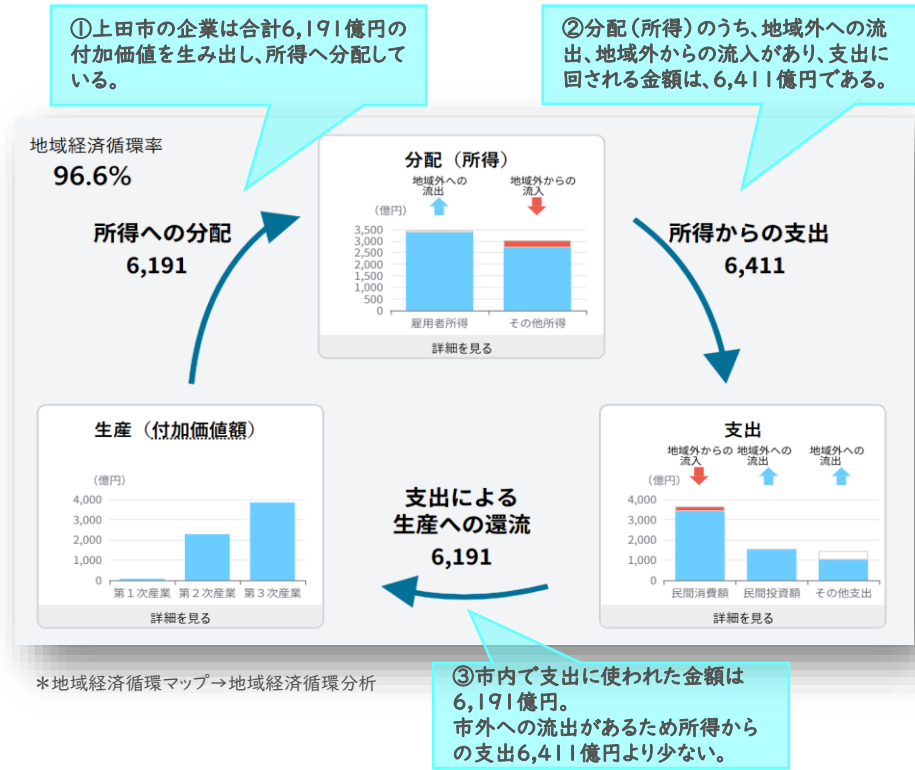 ①上田市の企業は合計6,191億円の
付加価値を生み出し、所得へ分配して
いる。
②分配(所得)のうち、地域外への流
出、地域外からの流入があり、支出に
回される金額は、6,411億円である。
地域経済循環率
96.6%
分配(所得)
地域外への
流出
地域外からの
流入
(億円)
3,500
3,000
2,500
2,000
1,500
1,000
500
0
雇用者所得
その他所得
詳細を見る
所得への分配
6,191
所得からの支出
6,411
生産(付加価値額)
(億円)
4,000
3,000
2,000
1,000
0
第1次産業
第2次産業
第3次産業
詳細を見る
支出による
生産への還流
6,191
支出
地域外からの
流入
地域外への
流出
地域外への
流出
(億円)
4,000
3,000
2,000
1,000
0
民間消費額
民間投資額
その他支出
詳細を見る
*地域経済循環マップ→地域経済循環分析
③市内で支出に使われた金額は
6,191億円。
市外への流出があるため所得から
の支出6,411億円より少ない。